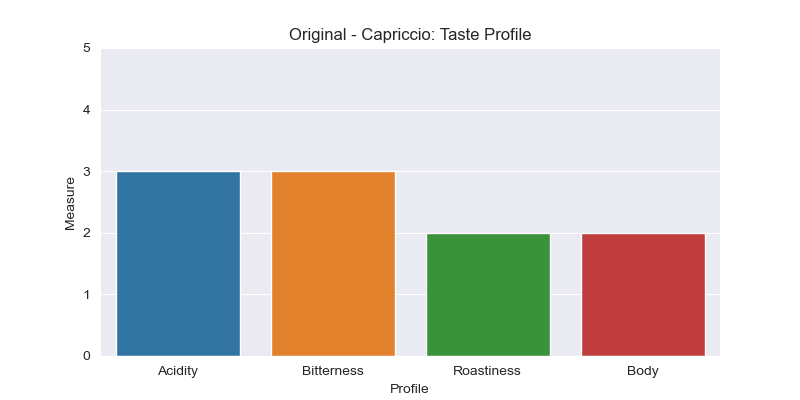 Original - Capriccio: Taste Profile
5
4
3
2
1
0
Measure
Acidity Bitterness Roastiness Body
Profile